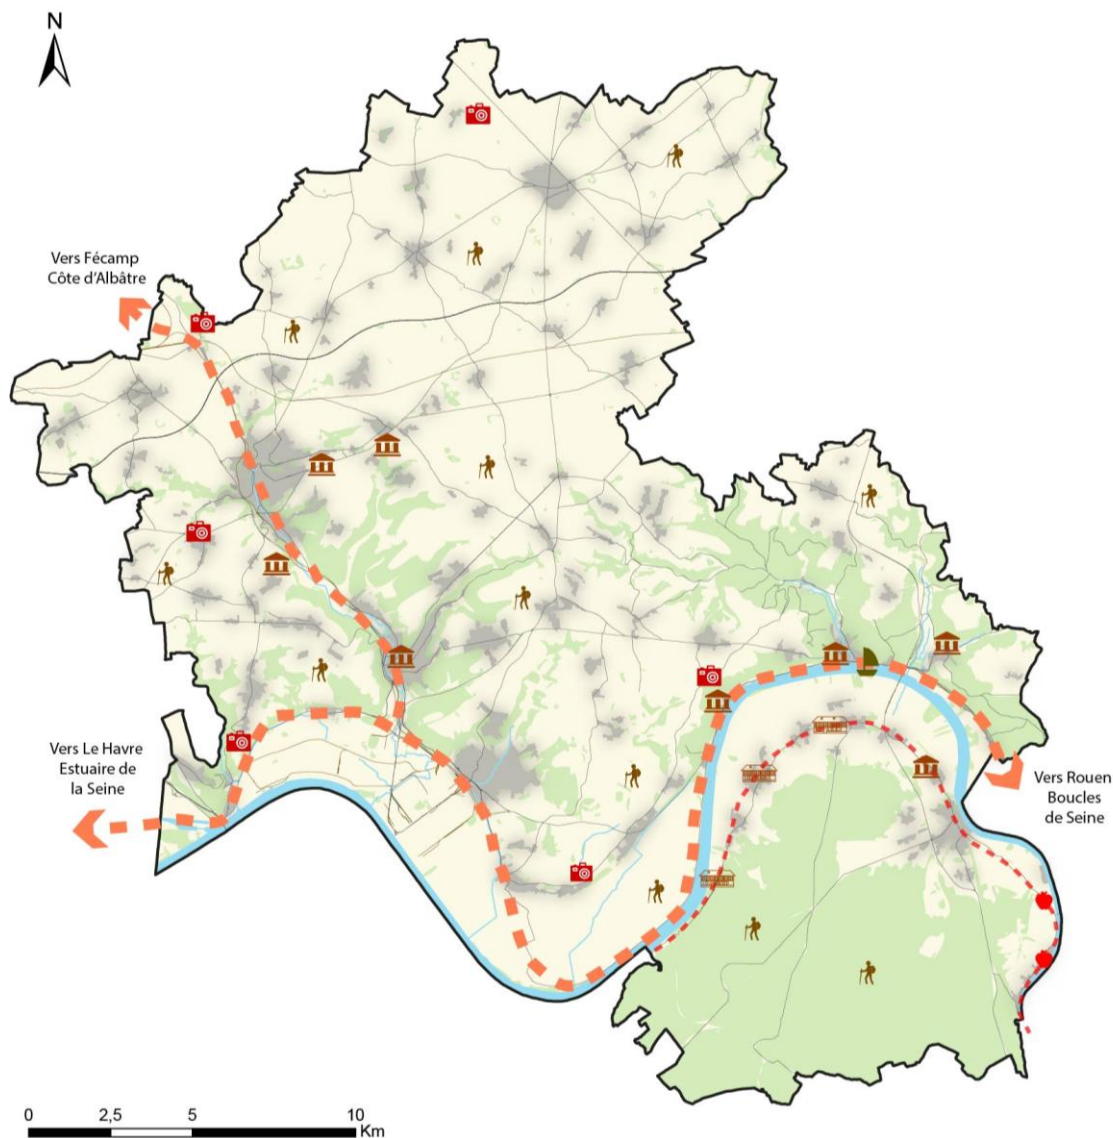 N
Vers Fécamp
Côte d'Albâtre
Vers Le Havre
Estuaire de
la Seine
Vers Rouen
Boucles
de Seine
0 2,5 5 10
Km